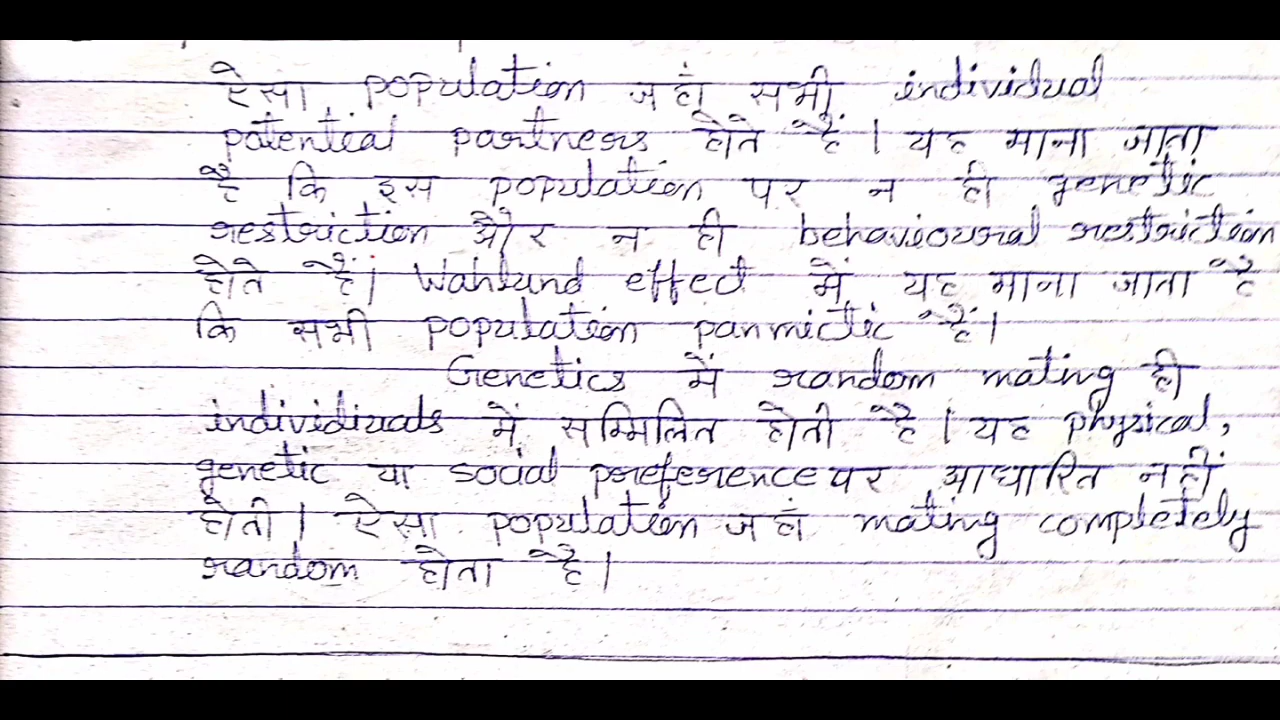 ऐसा population जहाँ सभी individual
potential partners होते हैं। यह माना जाता
है कि इस population पर न ही genetic
restriction और न ही behavioural restriction
होते हैं। Wahlund effect में यह माना जाता है
कि सभी population panmictic हैं।
Genetics में random mating ही
individuals में सम्मिलित होती है। यह physical,
genetic या social preference पर आधारित नहीं
होती। ऐसा population जहां mating completely
random होता है।